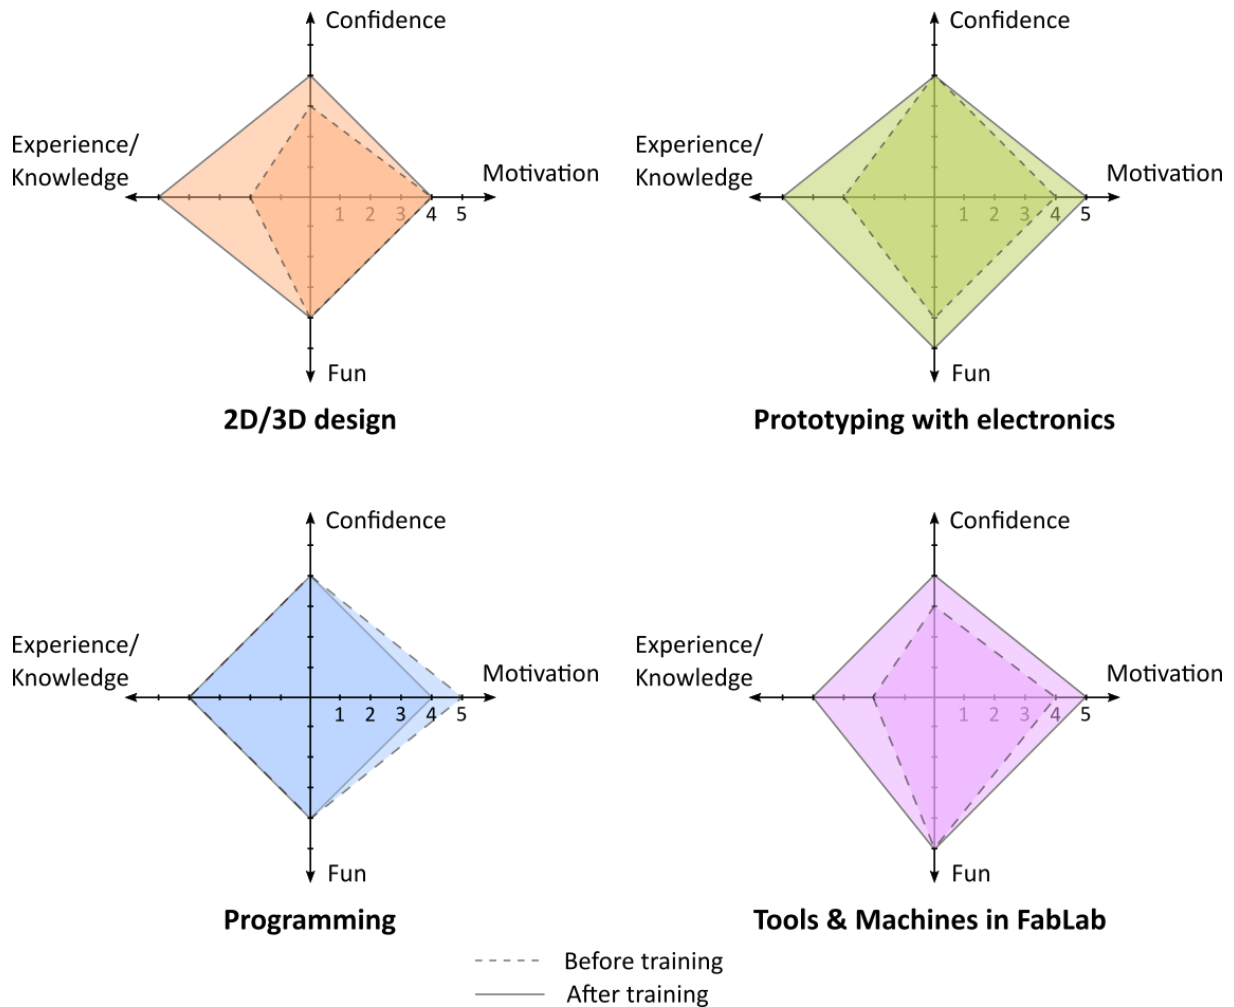 Confidence
Experience/
Knowledge
Motivation
1 2 3 4 5
Fun
2D/3D design
Confidence
Experience/
Knowledge
Motivation
1 2 3 4 5
Fun
Prototyping with electronics
Confidence
Experience/
Knowledge
Motivation
1 2 3 4 5
Fun
Programming
Confidence
Experience/
Knowledge
Motivation
1 2 3 4 5
Fun
Tools & Machines in FabLab
Before training
After training